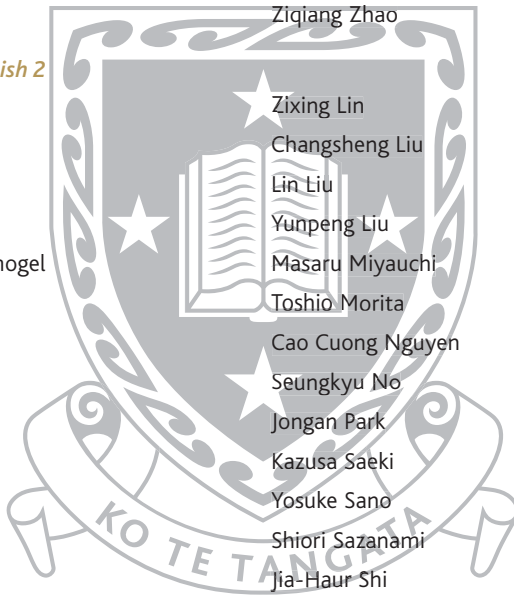 Ziqiang Zhao
ish 2
Zixing Lin
Changsheng Liu
Lin Liu
Yunpeng Liu
nogel
Masaru Miyauchi
Toshio Morita
Cao Cuong Nguyen
Seungkyu No
Jongan Park
Kazusa Saeki
Yosuke Sano
Shiori Sazanami
Jia-Haur Shi
KO TE TANGATA